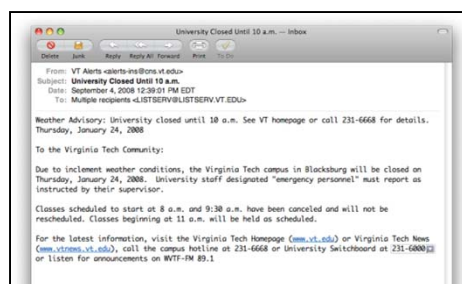 University Closed Until 10 a.m. — Inbox
Delete Junk Reply Reply All Forward Print To Do
From: VT Alerts <alerts-ins@cns.vt.edu>
Subject: University Closed Until 10 a.m.
Date: September 4, 2008 12:39:01 PM EDT
To: Multiple recipients <LISTSERV@LISTSERV.VT.EDU>
Weather Advisory: University closed until 10 a.m. See VT homepage or call 231-6668 for details.
Thursday, January 24, 2008
To the Virginia Tech Community:
Due to inclement weather conditions, the Virginia Tech campus in Blacksburg will be closed on
Thursday, January 24, 2008. University staff designated "emergency personnel" must report as
instructed by their supervisor.
Classes scheduled to start at 8 a.m. and 9:30 a.m. have been canceled and will not be
rescheduled. Classes beginning at 11 a.m. will be held as scheduled.
For the latest information, visit the Virginia Tech Homepage (www.vt.edu) or Virginia Tech News
(www.vtnews.vt.edu), call the campus hotline at 231-6668 or University Switchboard at 231-6000
or listen for announcements on WVTF-FM 89.1